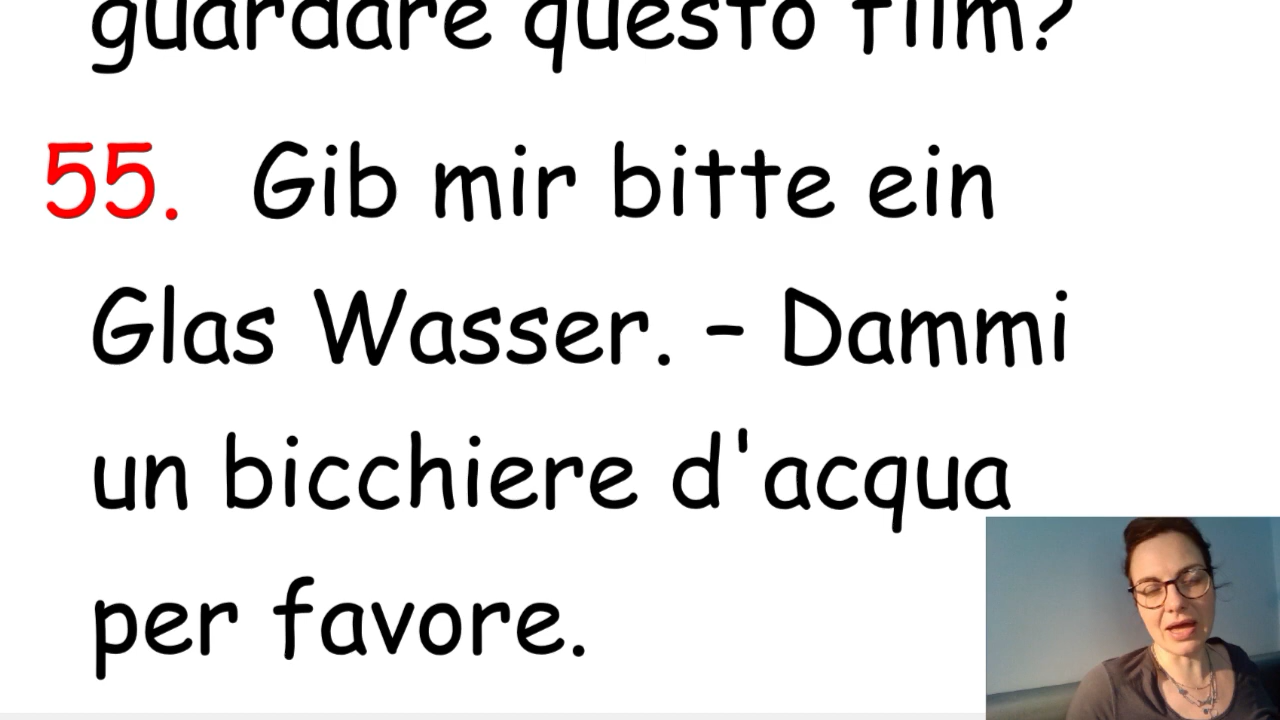 guardare questo film?
55. Gib mir bitte ein
Glas Wasser. – Dammi
un bicchiere d'acqua
per favore.